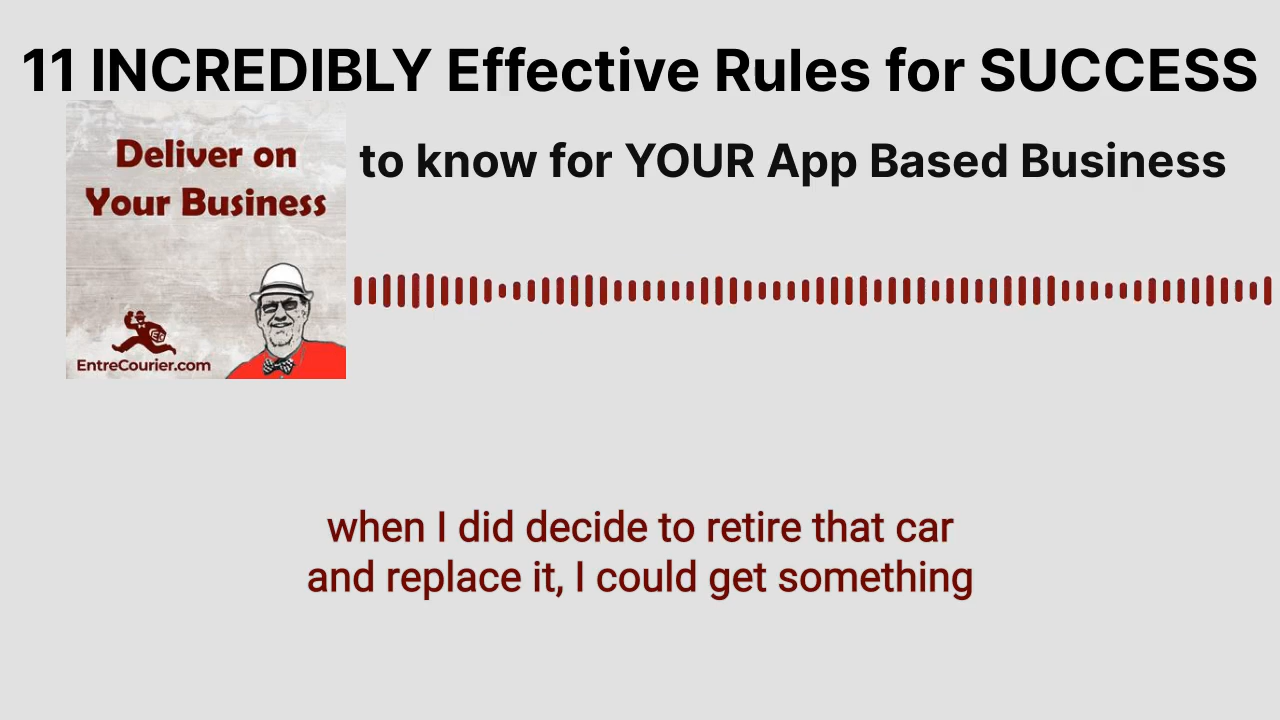 11 INCREDIBLY Effective Rules for SUCCESS
to know for YOUR App Based Business
Deliver on
Your Business
EntreCourier.com
when I did decide to retire that car
and replace it, I could get something